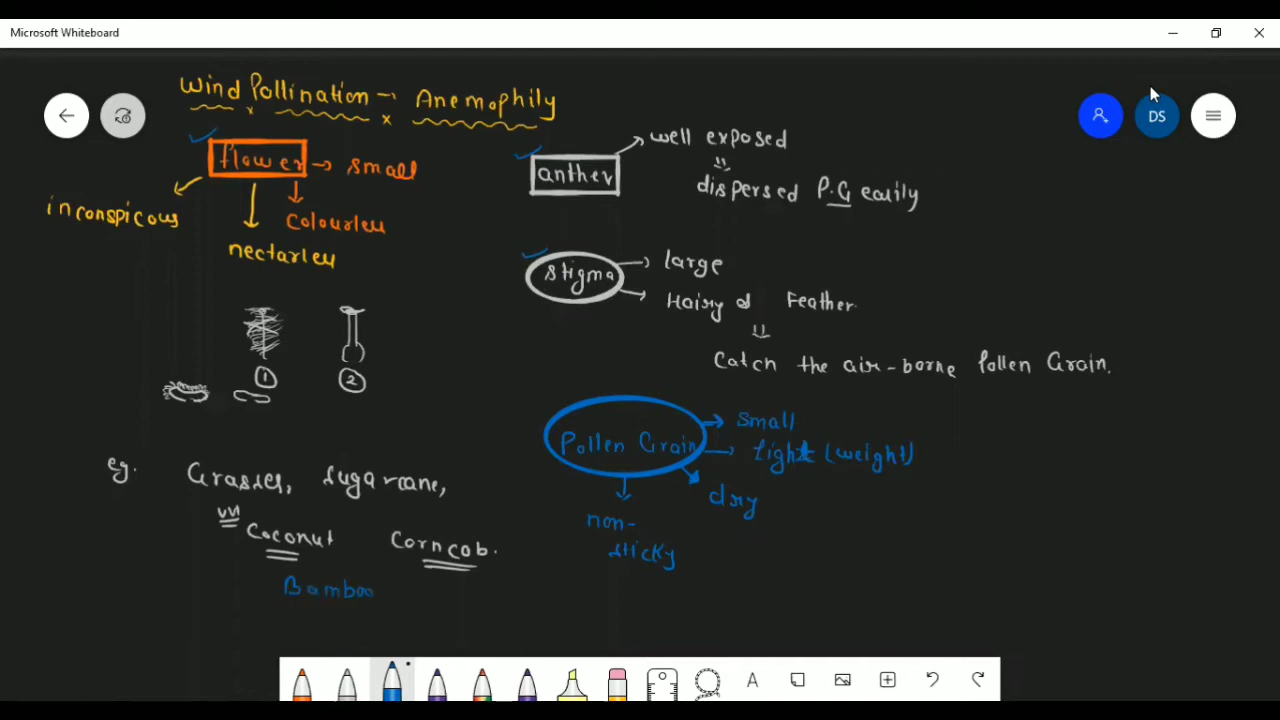 Microsoft Whiteboard
Wind Pollination - Anemophily
DS
flower → small
inconspicous
Colourless
nectarless
anther
well exposed
dispersed P.G easily
Stigma
large
Hairy & Feather
Catch the air-borne Pollen Grain.
1
2
Pollen Grain
Small
light (weight)
dry
non-
sticky
eg. Grasses, Sugarcane,
Coconut Corncob.
Bamboo
A